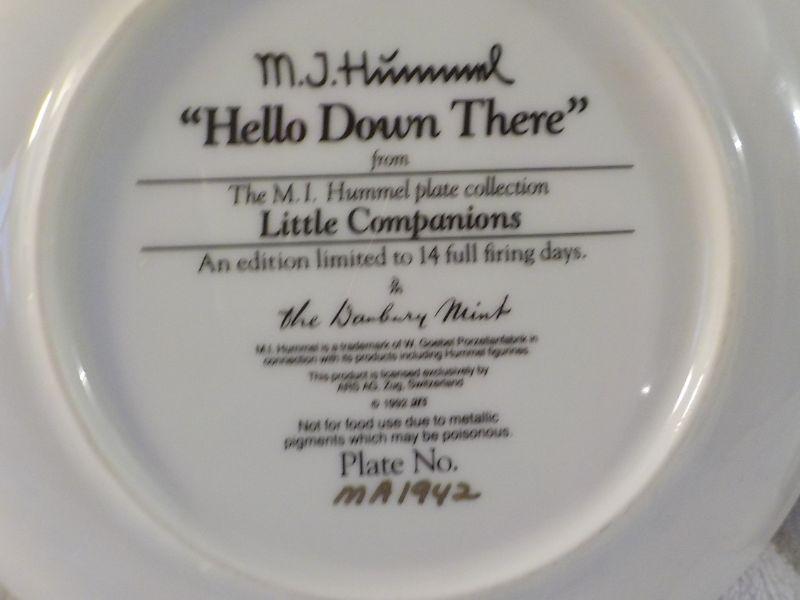 M.J. Hummel
“Hello Down There”
from
The M.I. Hummel plate collection
Little Companions
An edition limited to 14 full firing days.
The Danbury Mint
M.I. Hummel is a trademark of W. Goebel Porzellanfabrik in
connection with its products including Hummel figurines.
This product is licensed exclusively by
ARS AG, Zug, Switzerland
© 1992 ars
Not for food use due to metallic
pigments which may be poisonous.
Plate No.
MA1942